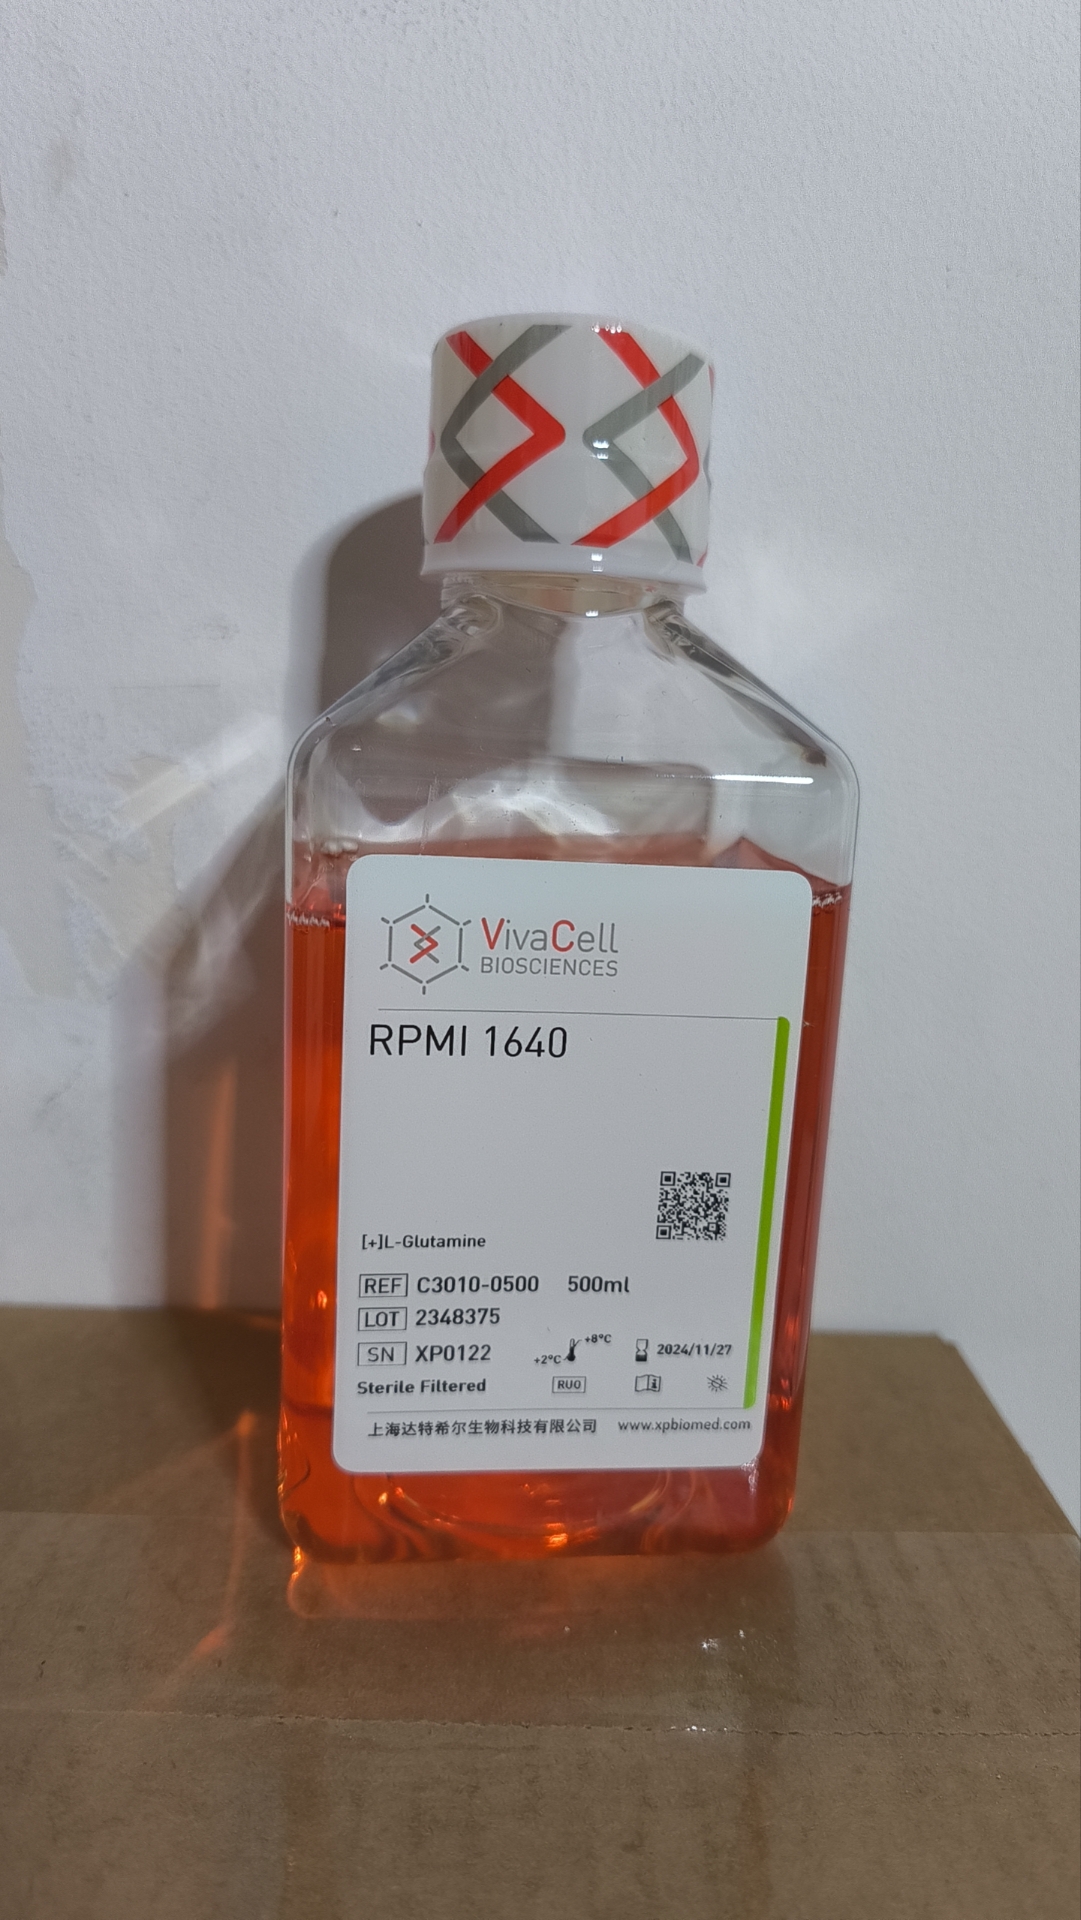 VivaCell
BIOSCIENCES
RPMI 1640
[+]L-Glutamine
REF C3010-0500 500ml
LOT 2348375
SN XP0122 +2°C +8°C 2024/11/27
Sterile Filtered RUO
上海达特希尔生物科技有限公司 www.xpbiomed.com